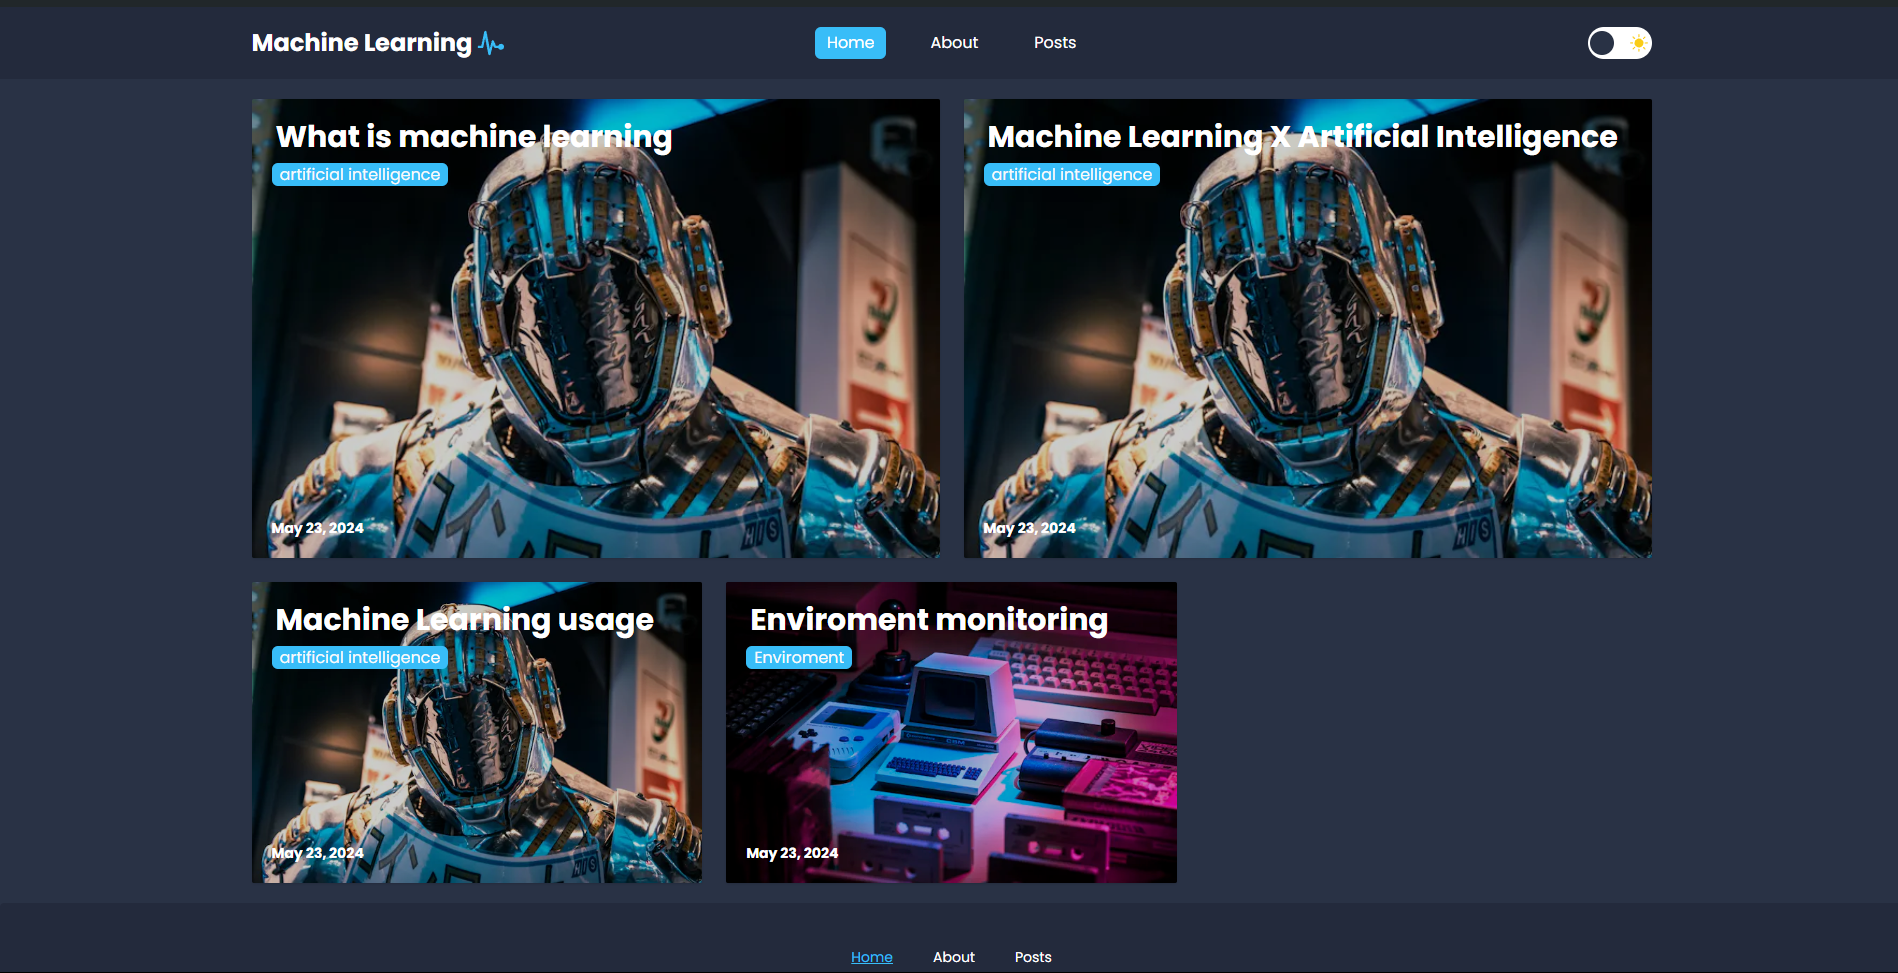 Machine Learning
Home About Posts
What is machine learning
artificial intelligence
May 23, 2024
Machine Learning X Artificial Intelligence
artificial intelligence
May 23, 2024
Machine Learning usage
artificial intelligence
May 23, 2024
Enviroment monitoring
Enviroment
May 23, 2024
Home About Posts